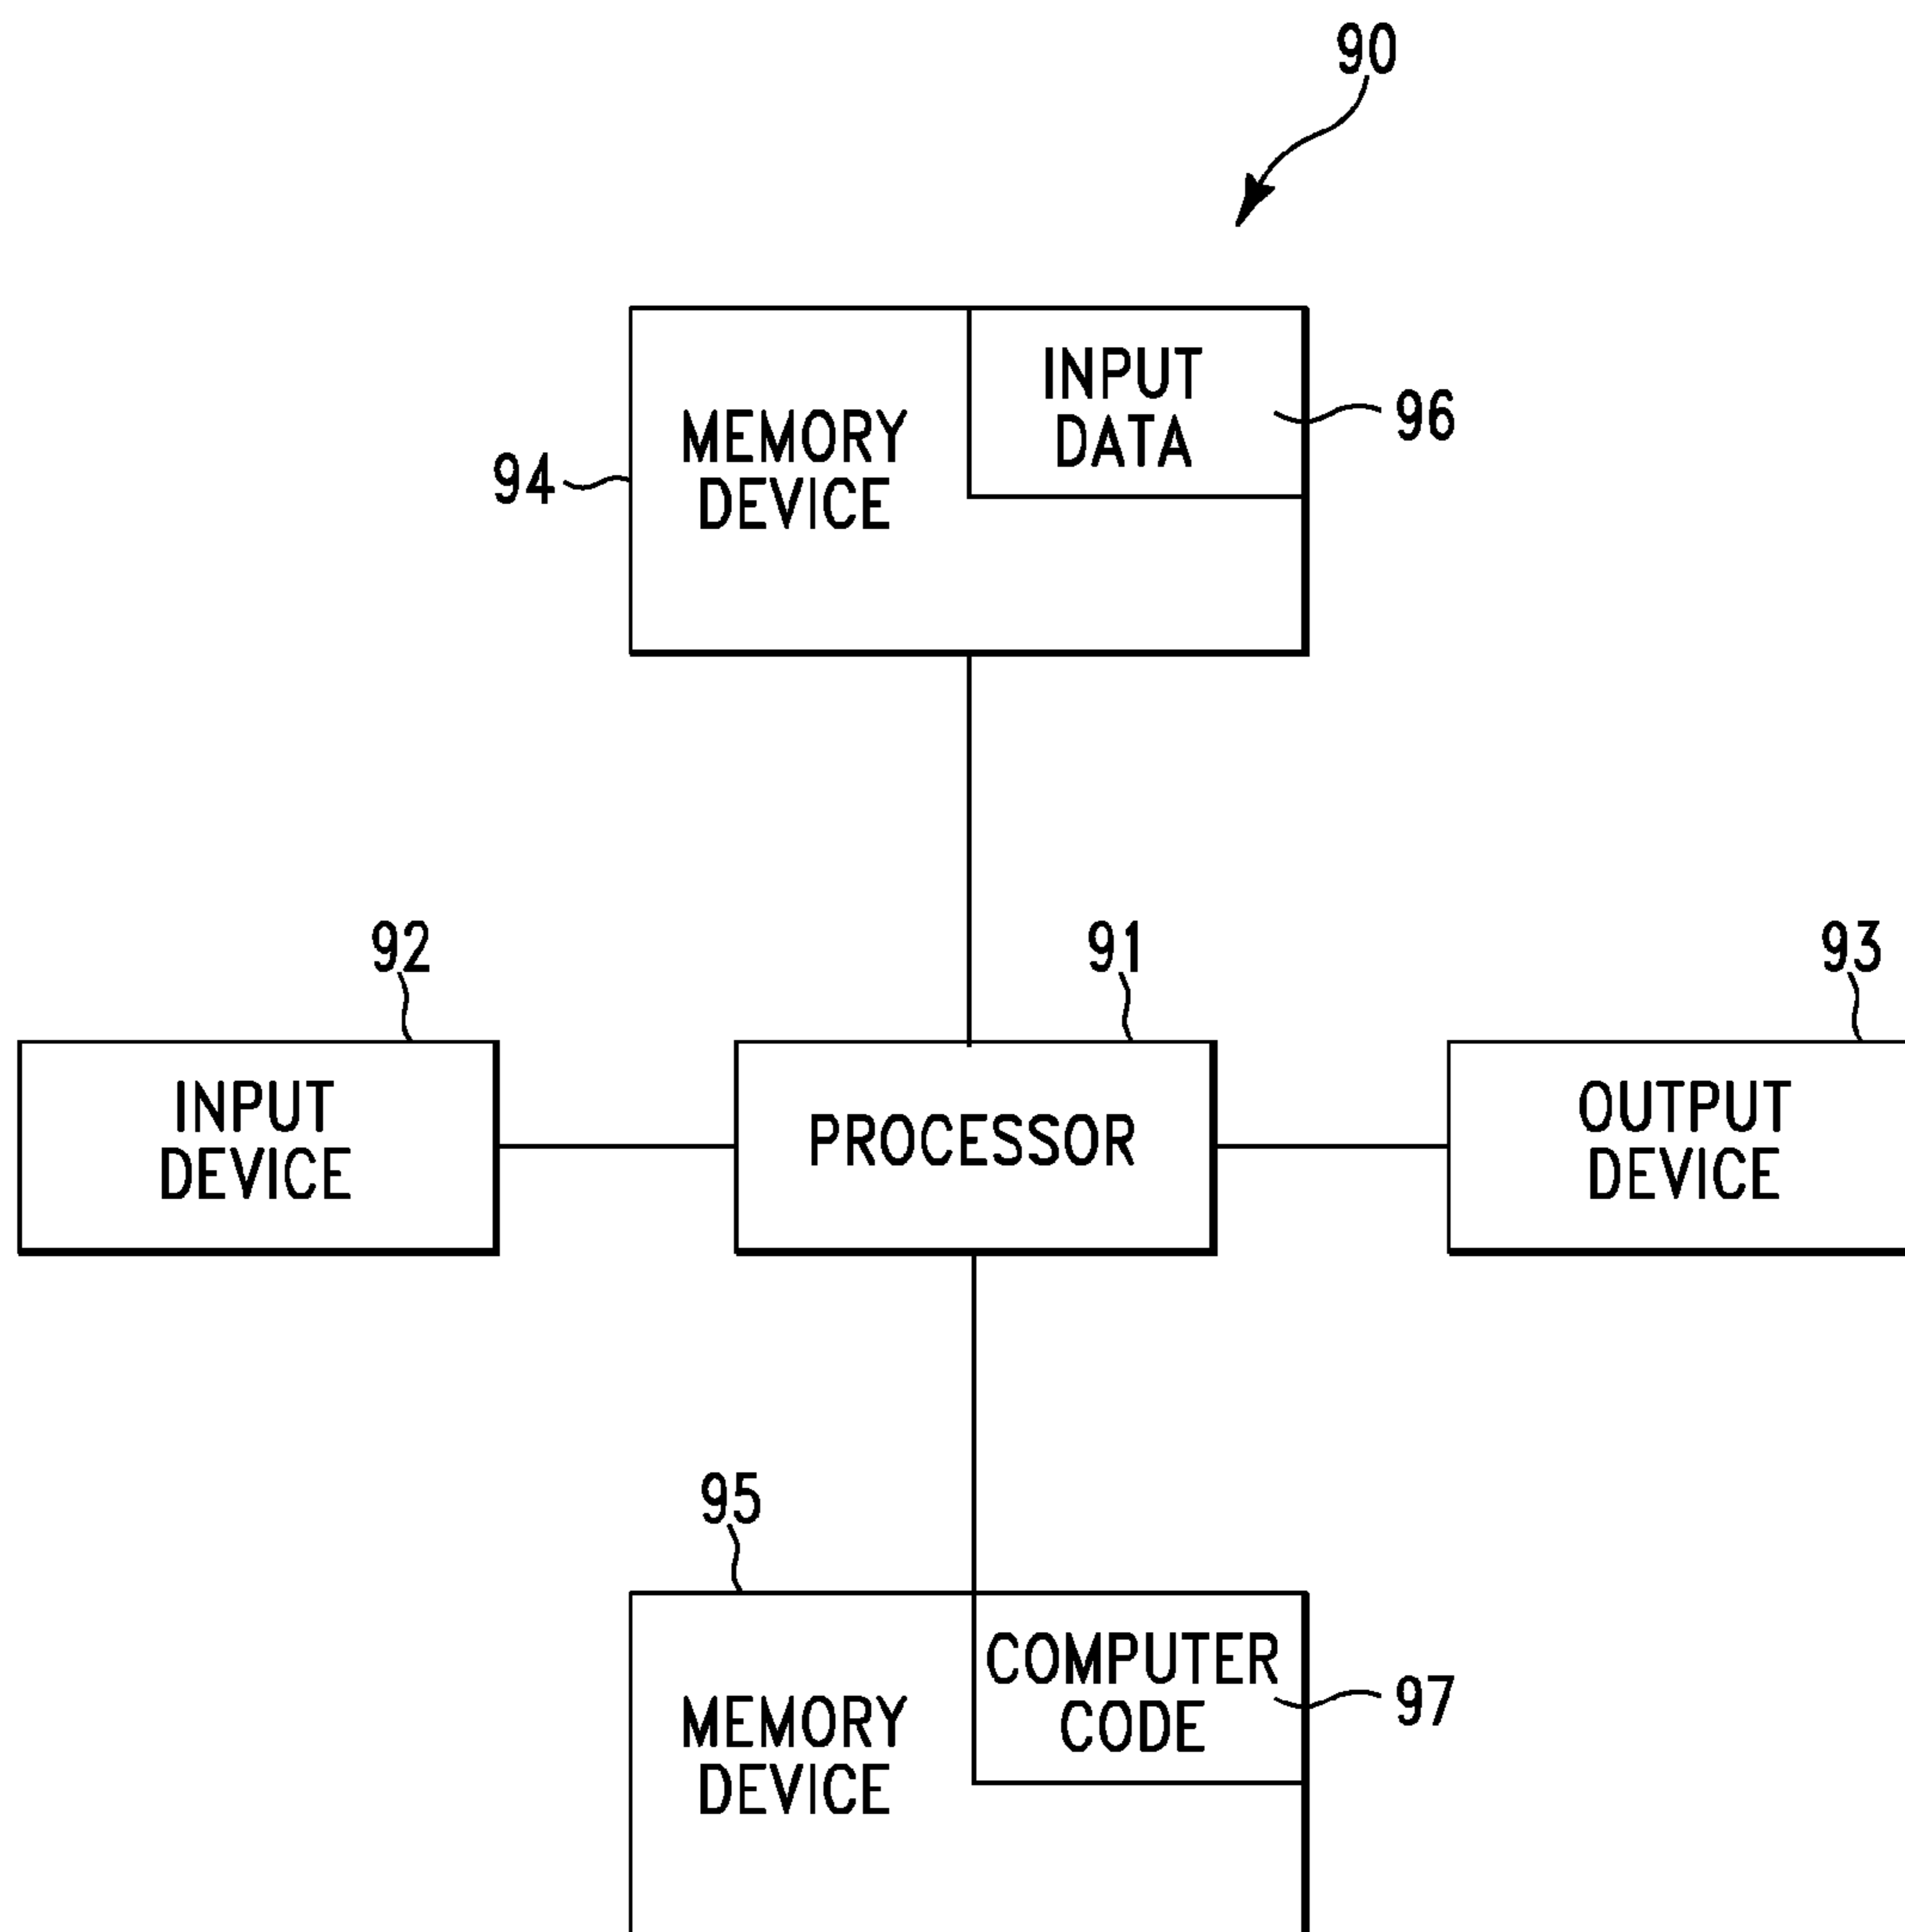 90
INPUT
DATA
96
MEMORY
DEVICE
94
92
91
93
INPUT
DEVICE
PROCESSOR
OUTPUT
DEVICE
95
COMPUTER
CODE
97
MEMORY
DEVICE